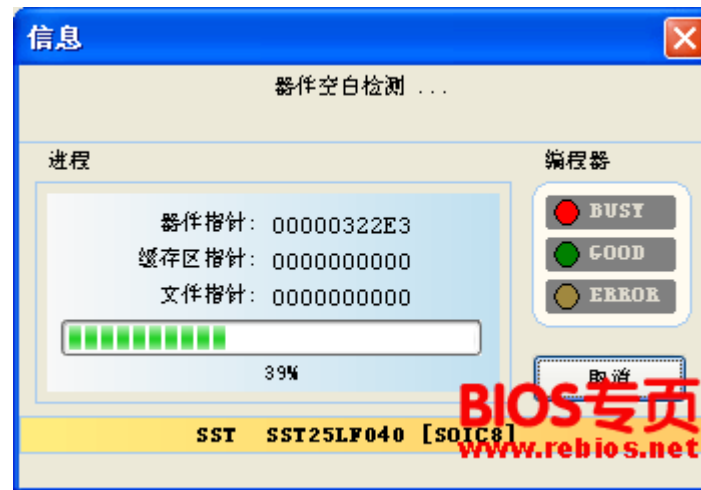 信息
器件空白检测 ...
进程
编程器
器件指针: 00000322E3
BUSY
缓存区指针: 0000000000
GOOD
文件指针: 0000000000
ERROR
39%
取消
SST SST25LF040 [SOIC8]
BIOS专页
www.rebios.net